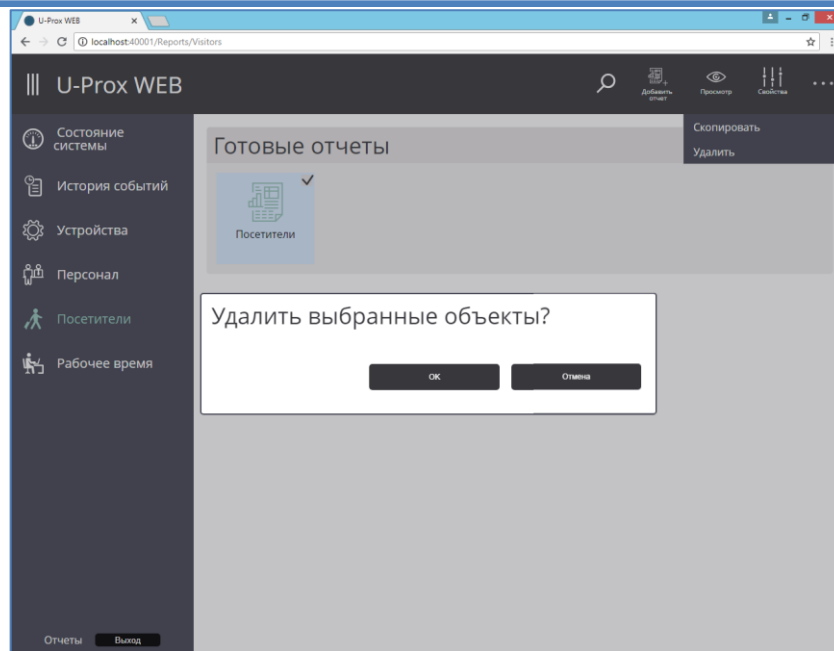 U-Prox WEB
localhost:40001/Reports/Visitors
U-Prox WEB
Добавить
отчет
Просмотр
Свойства
Скопировать
Удалить
Состояние
системы
История событий
Устройства
Персонал
Посетители
Рабочее время
Готовые отчеты
Посетители
Удалить выбранные объекты?
OK
Отмена
Отчеты
Выход